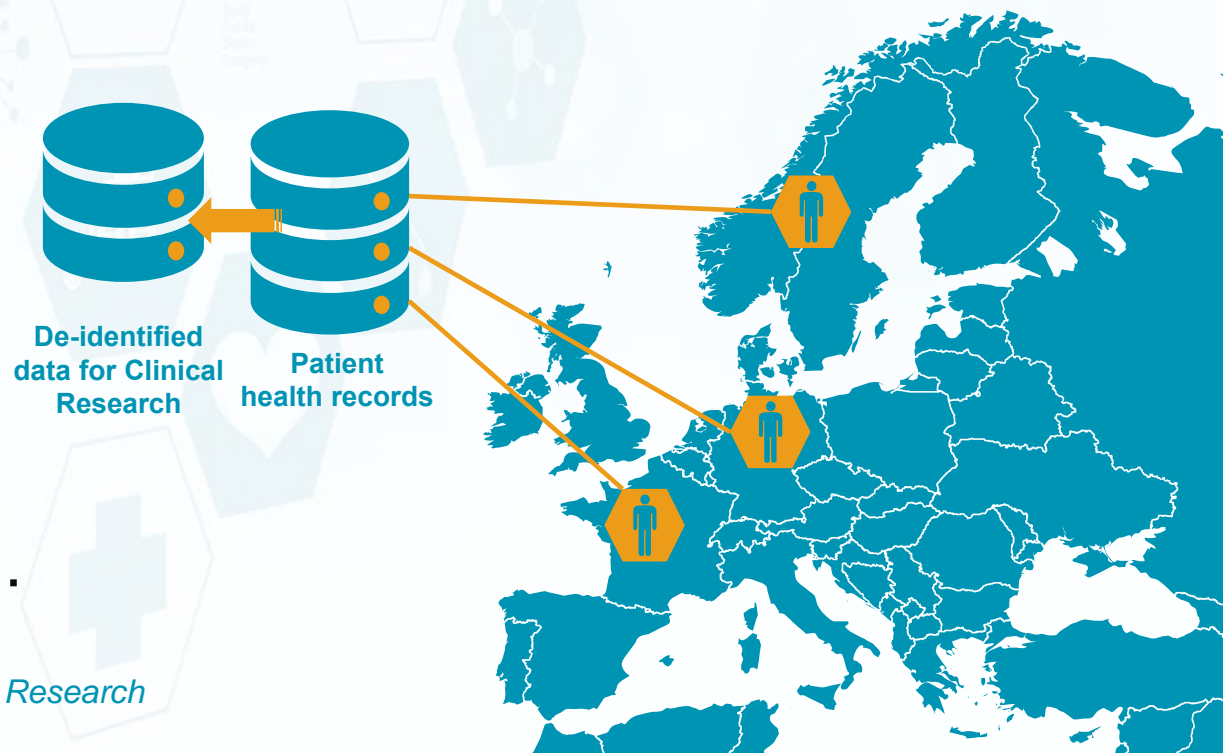 De-identified
data for Clinical
Research
Patient
health records
.
Research